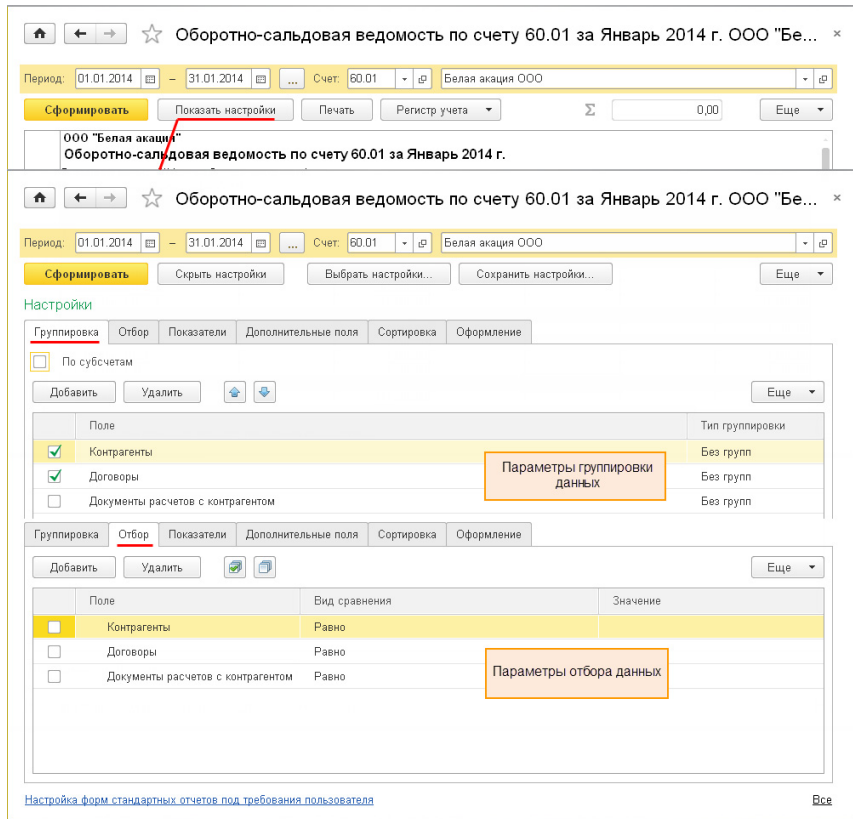 Оборотно-сальдовая ведомость по счету 60.01 за Январь 2014 г. ООО "Бе... ×
Период: 01.01.2014 – 31.01.2014 ... Счет: 60.01 Белая акация ООО
Сформировать Показать настройки Печать Регистр учета Σ 0,00 Еще
ООО "Белая акация"
Оборотно-сальдовая ведомость по счету 60.01 за Январь 2014 г.
Оборотно-сальдовая ведомость по счету 60.01 за Январь 2014 г. ООО "Бе... ×
Период: 01.01.2014 – 31.01.2014 ... Счет: 60.01 Белая акация ООО
Сформировать Скрыть настройки Выбрать настройки... Сохранить настройки... Еще
Настройки
Группировка Отбор Показатели Дополнительные поля Сортировка Оформление
По субсчетам
Добавить Удалить Еще
Поле Тип группировки
Контрагенты Без групп
Договоры Без групп
Документы расчетов с контрагентом Без групп
Параметры группировки
данных
Группировка Отбор Показатели Дополнительные поля Сортировка Оформление
Добавить Удалить Еще
Поле Вид сравнения Значение
Контрагенты Равно
Договоры Равно
Документы расчетов с контрагентом Равно
Параметры отбора данных
Настройка форм стандартных отчетов под требования пользователя Все